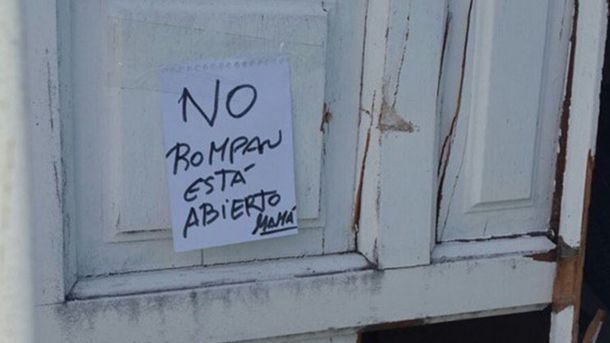 NO
ROMPAN
ESTÁ
ABIERTO
MAMÁ